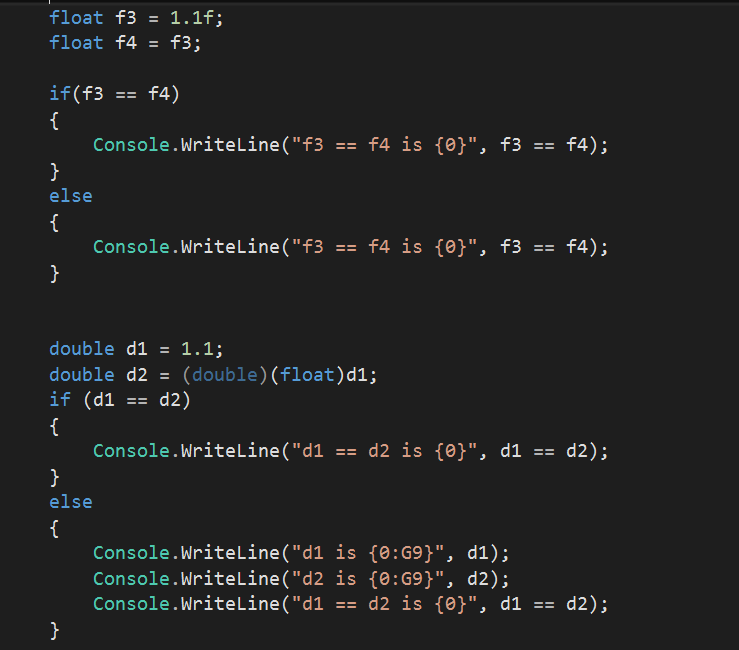 float f3 = 1.1f;
float f4 = f3;
if(f3 == f4)
{
Console.WriteLine("f3 == f4 is {0}", f3 == f4);
}
else
{
Console.WriteLine("f3 == f4 is {0}", f3 == f4);
}
double d1 = 1.1;
double d2 = (double)(float)d1;
if (d1 == d2)
{
Console.WriteLine("d1 == d2 is {0}", d1 == d2);
}
else
{
Console.WriteLine("d1 is {0:G9}", d1);
Console.WriteLine("d2 is {0:G9}", d2);
Console.WriteLine("d1 == d2 is {0}", d1 == d2);
}